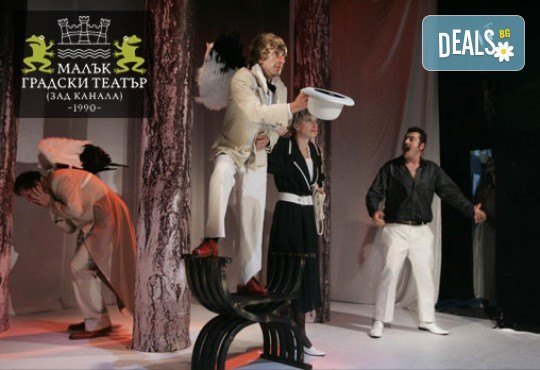 МАЛЪК
ГРАДСКИ ТЕАТЪР
(ЗАД КАНАЛА)
-1990-
DEALS.BG